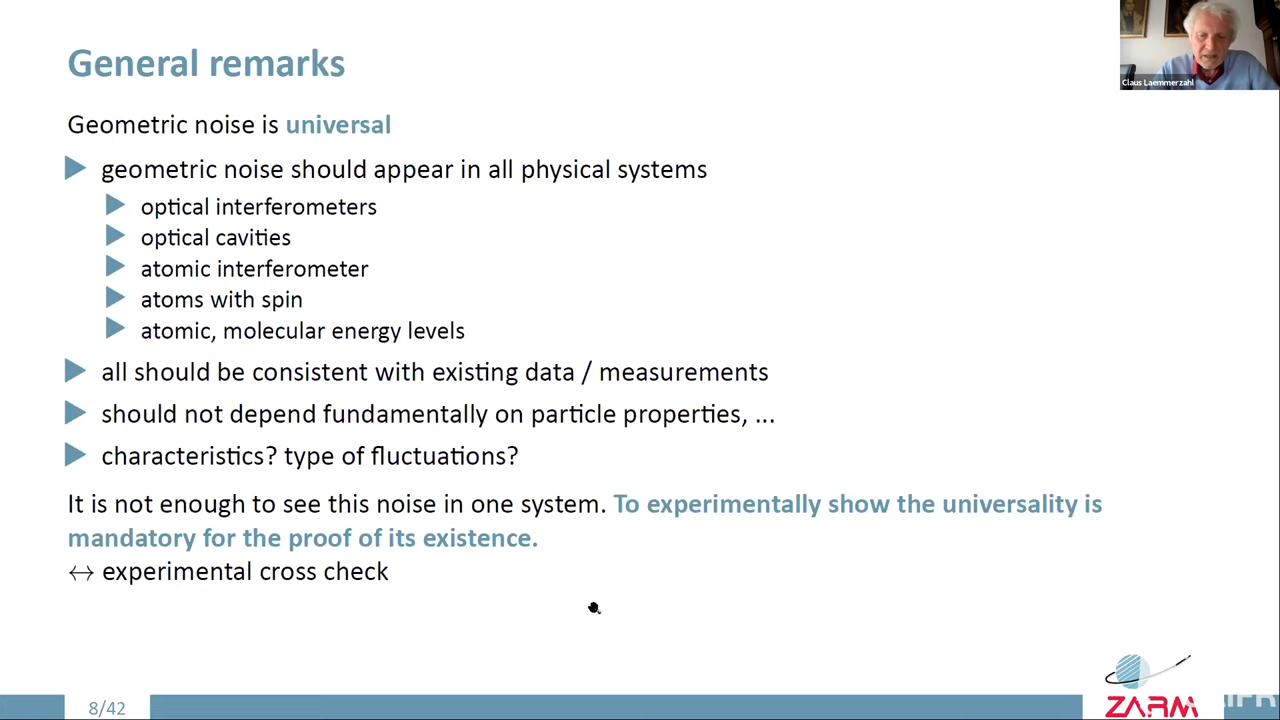 General remarks
Claus Laemmerzahl
Geometric noise is universal
geometric noise should appear in all physical systems
optical interferometers
optical cavities
atomic interferometer
atoms with spin
atomic, molecular energy levels
all should be consistent with existing data / measurements
should not depend fundamentally on particle properties, ...
characteristics? type of fluctuations?
It is not enough to see this noise in one system. To experimentally show the universality is
mandatory for the proof of its existence.
↔ experimental cross check
8/42
ZARM